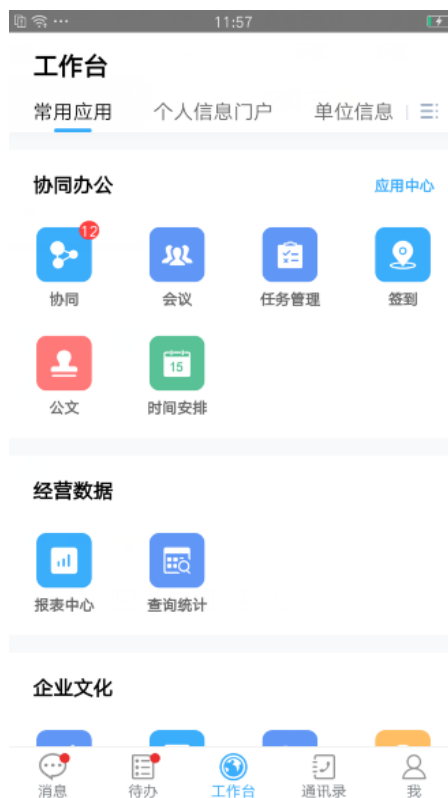 11:57
工作台
常用应用 个人信息门户 单位信息
协同办公 应用中心
12
协同 会议 任务管理 签到
15
公文 时间安排
经营数据
报表中心 查询统计
企业文化
消息 待办 工作台 通讯录 我